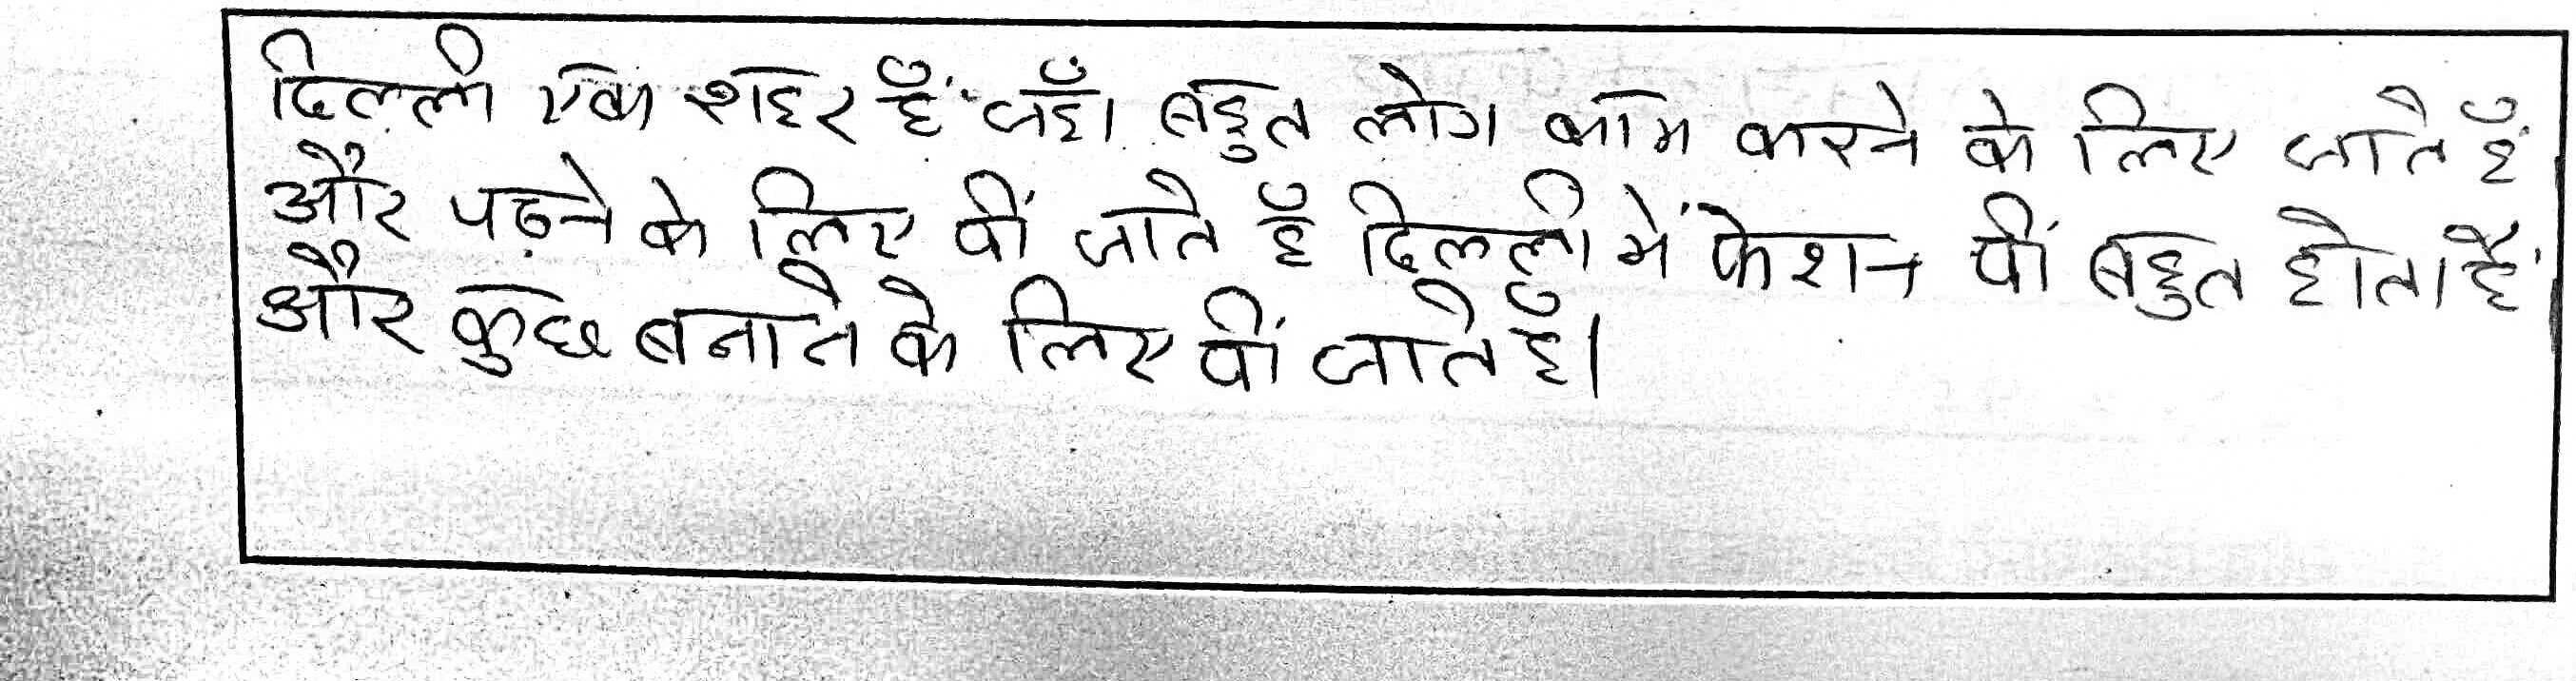 दिल्ली एक शहर हैं जहाँ बहुत लोग काम करने के लिए जाते हैं
और पढ़ने के लिए वीं जाते हैं दिल्ली में फेशन वीं बहुत होता हैं
और कुछ बनाते के लिए वीं जाते हैं।